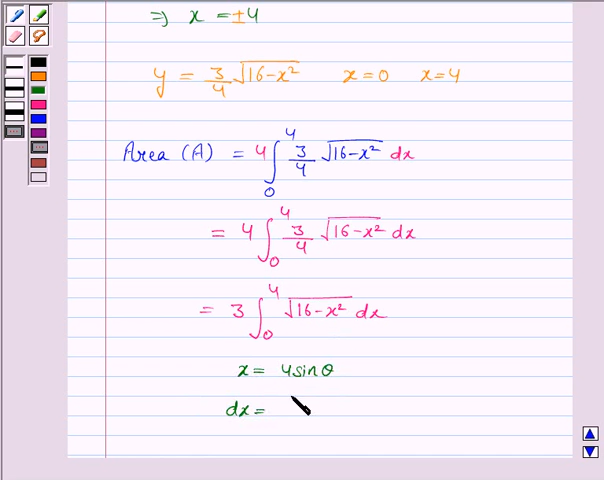 ⇒ x = ±4
y = 3/4 √(16-x²) x=0 x=4
Area (A) = 4 ∫₀⁴ 3/4 √(16-x²) dx
= 4 ∫₀⁴ 3/4 √(16-x²) dx
= 3 ∫₀⁴ √(16-x²) dx
x = 4sinθ
dx =